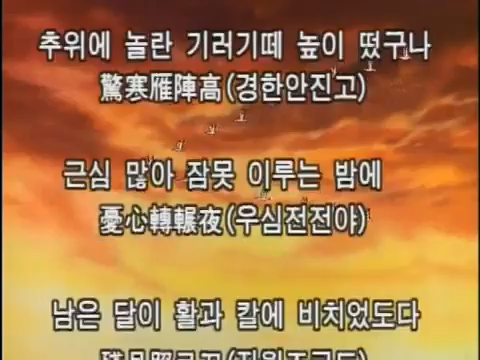 추위에 놀란 기러기떼 높이 떴구나
驚寒雁陣高(경한안진고)
근심 많아 잠못 이루는 밤에
憂心轉輾夜(우심전전야)
남은 달이 활과 칼에 비치었도다